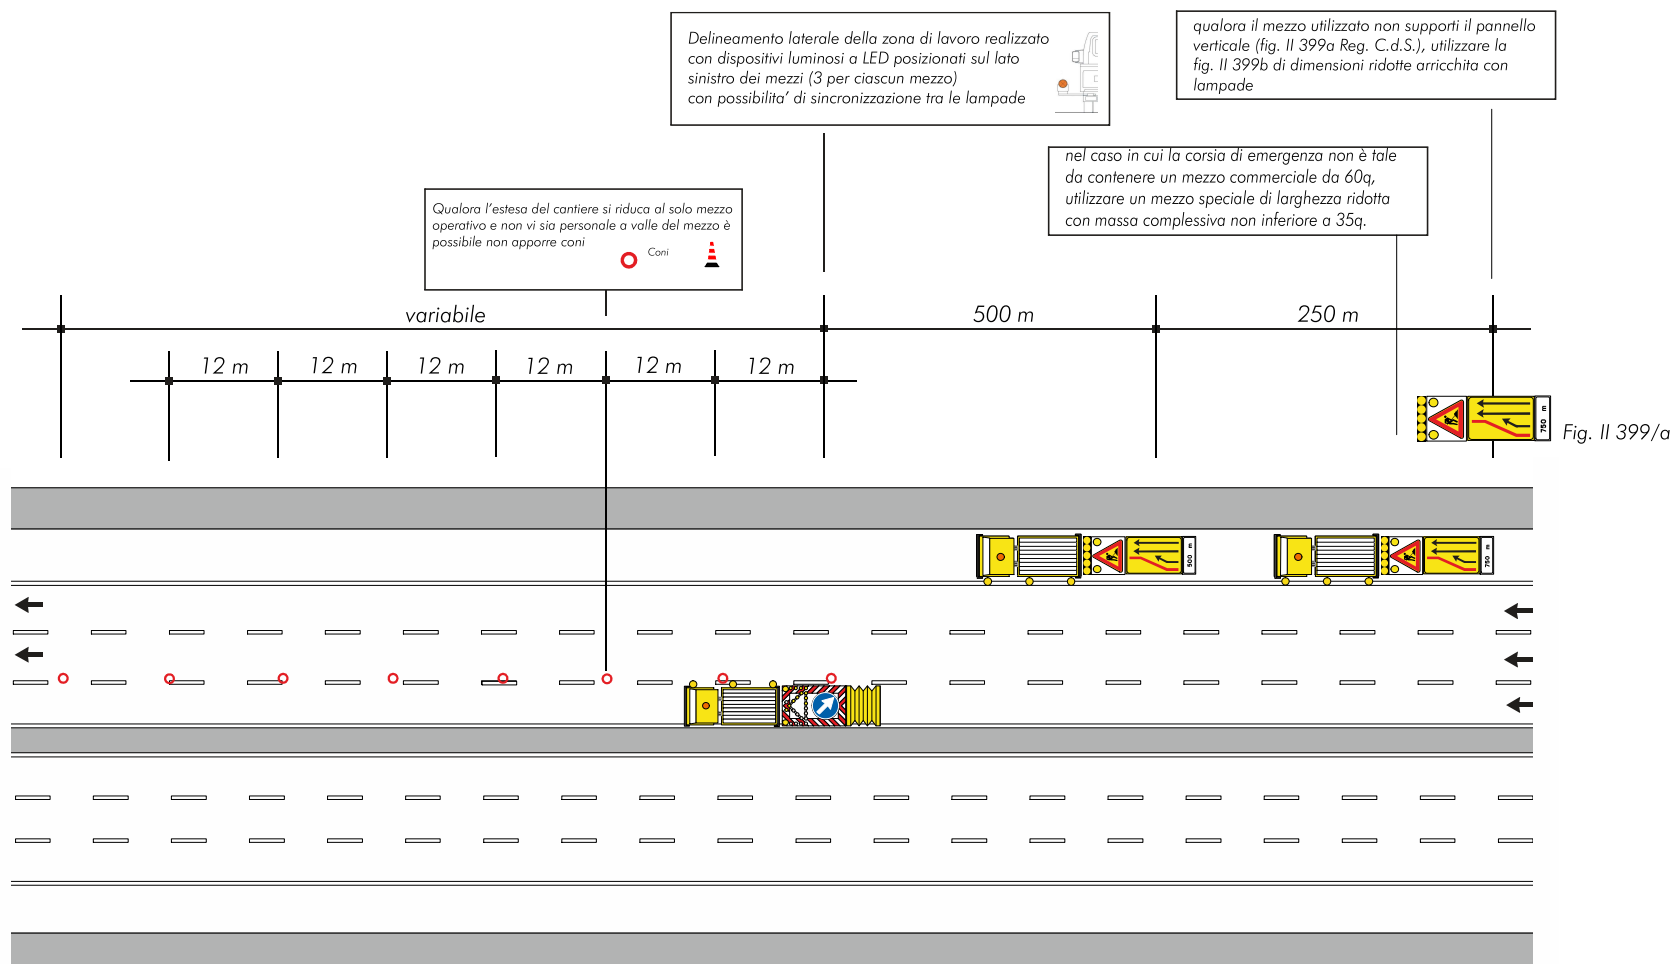 Delineamento laterale della zona di lavoro realizzato
con dispositivi luminosi a LED posizionati sul lato
sinistro dei mezzi (3 per ciascun mezzo)
con possibilita' di sincronizzazione tra le lampade
qualora il mezzo utilizzato non supporti il pannello
verticale (fig. II 399a Reg. C.d.S.), utilizzare la
fig. II 399b di dimensioni ridotte arricchita con
lampade
nel caso in cui la corsia di emergenza non è tale
da contenere un mezzo commerciale da 60q,
utilizzare un mezzo speciale di larghezza ridotta
con massa complessiva non inferiore a 35q.
Qualora l'estesa del cantiere si riduca al solo mezzo
operativo e non vi sia personale a valle del mezzo è
possibile non apporre coni
Coni
variabile
500 m
250 m
12 m
12 m
12 m
12 m
12 m
12 m
750 m
Fig. II 399/a
500 m
750 m